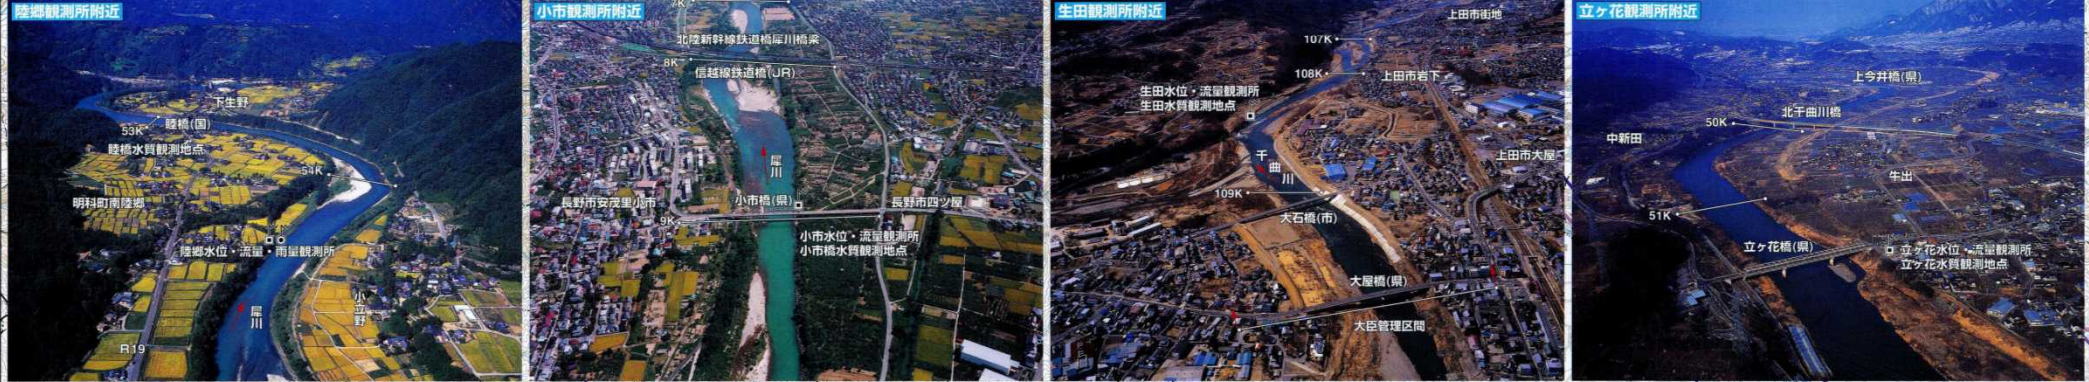 陸郷観測所附近
下生野
陸橋(国)
53K
睦橋水質観測地点
54K
明科町南陸郷
陸郷水位・流量・雨量観測所
小立野
犀川
R19
小市観測所附近
7K
北陸新幹線鉄道橋犀川橋梁
8K
信越線鉄道橋(JR)
犀川
長野市安茂里小市
小市橋(県)
長野市四ツ屋
9K
小市水位・流量観測所
小市橋水質観測地点
生田観測所附近
上田市街地
107K
108K
上田市岩下
生田水位・流量観測所
生田水質観測地点
千曲川
上田市大屋
109K
大石橋(市)
大屋橋(県)
大臣管理区間
立ヶ花観測所附近
上今井橋(県)
北千曲川橋
50K
中新田
牛出
51K
立ヶ花橋(県)
立ヶ花水位・流量観測所
立ヶ花水質観測地点